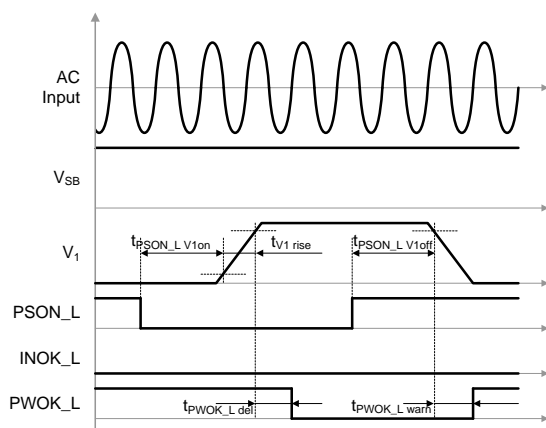 AC
Input
VSB
V1
tPSON_L V1on
tV1 rise
tPSON_L V1off
PSON_L
INOK_L
PWOK_L
tPWOK_L del
tPWOK_L warn